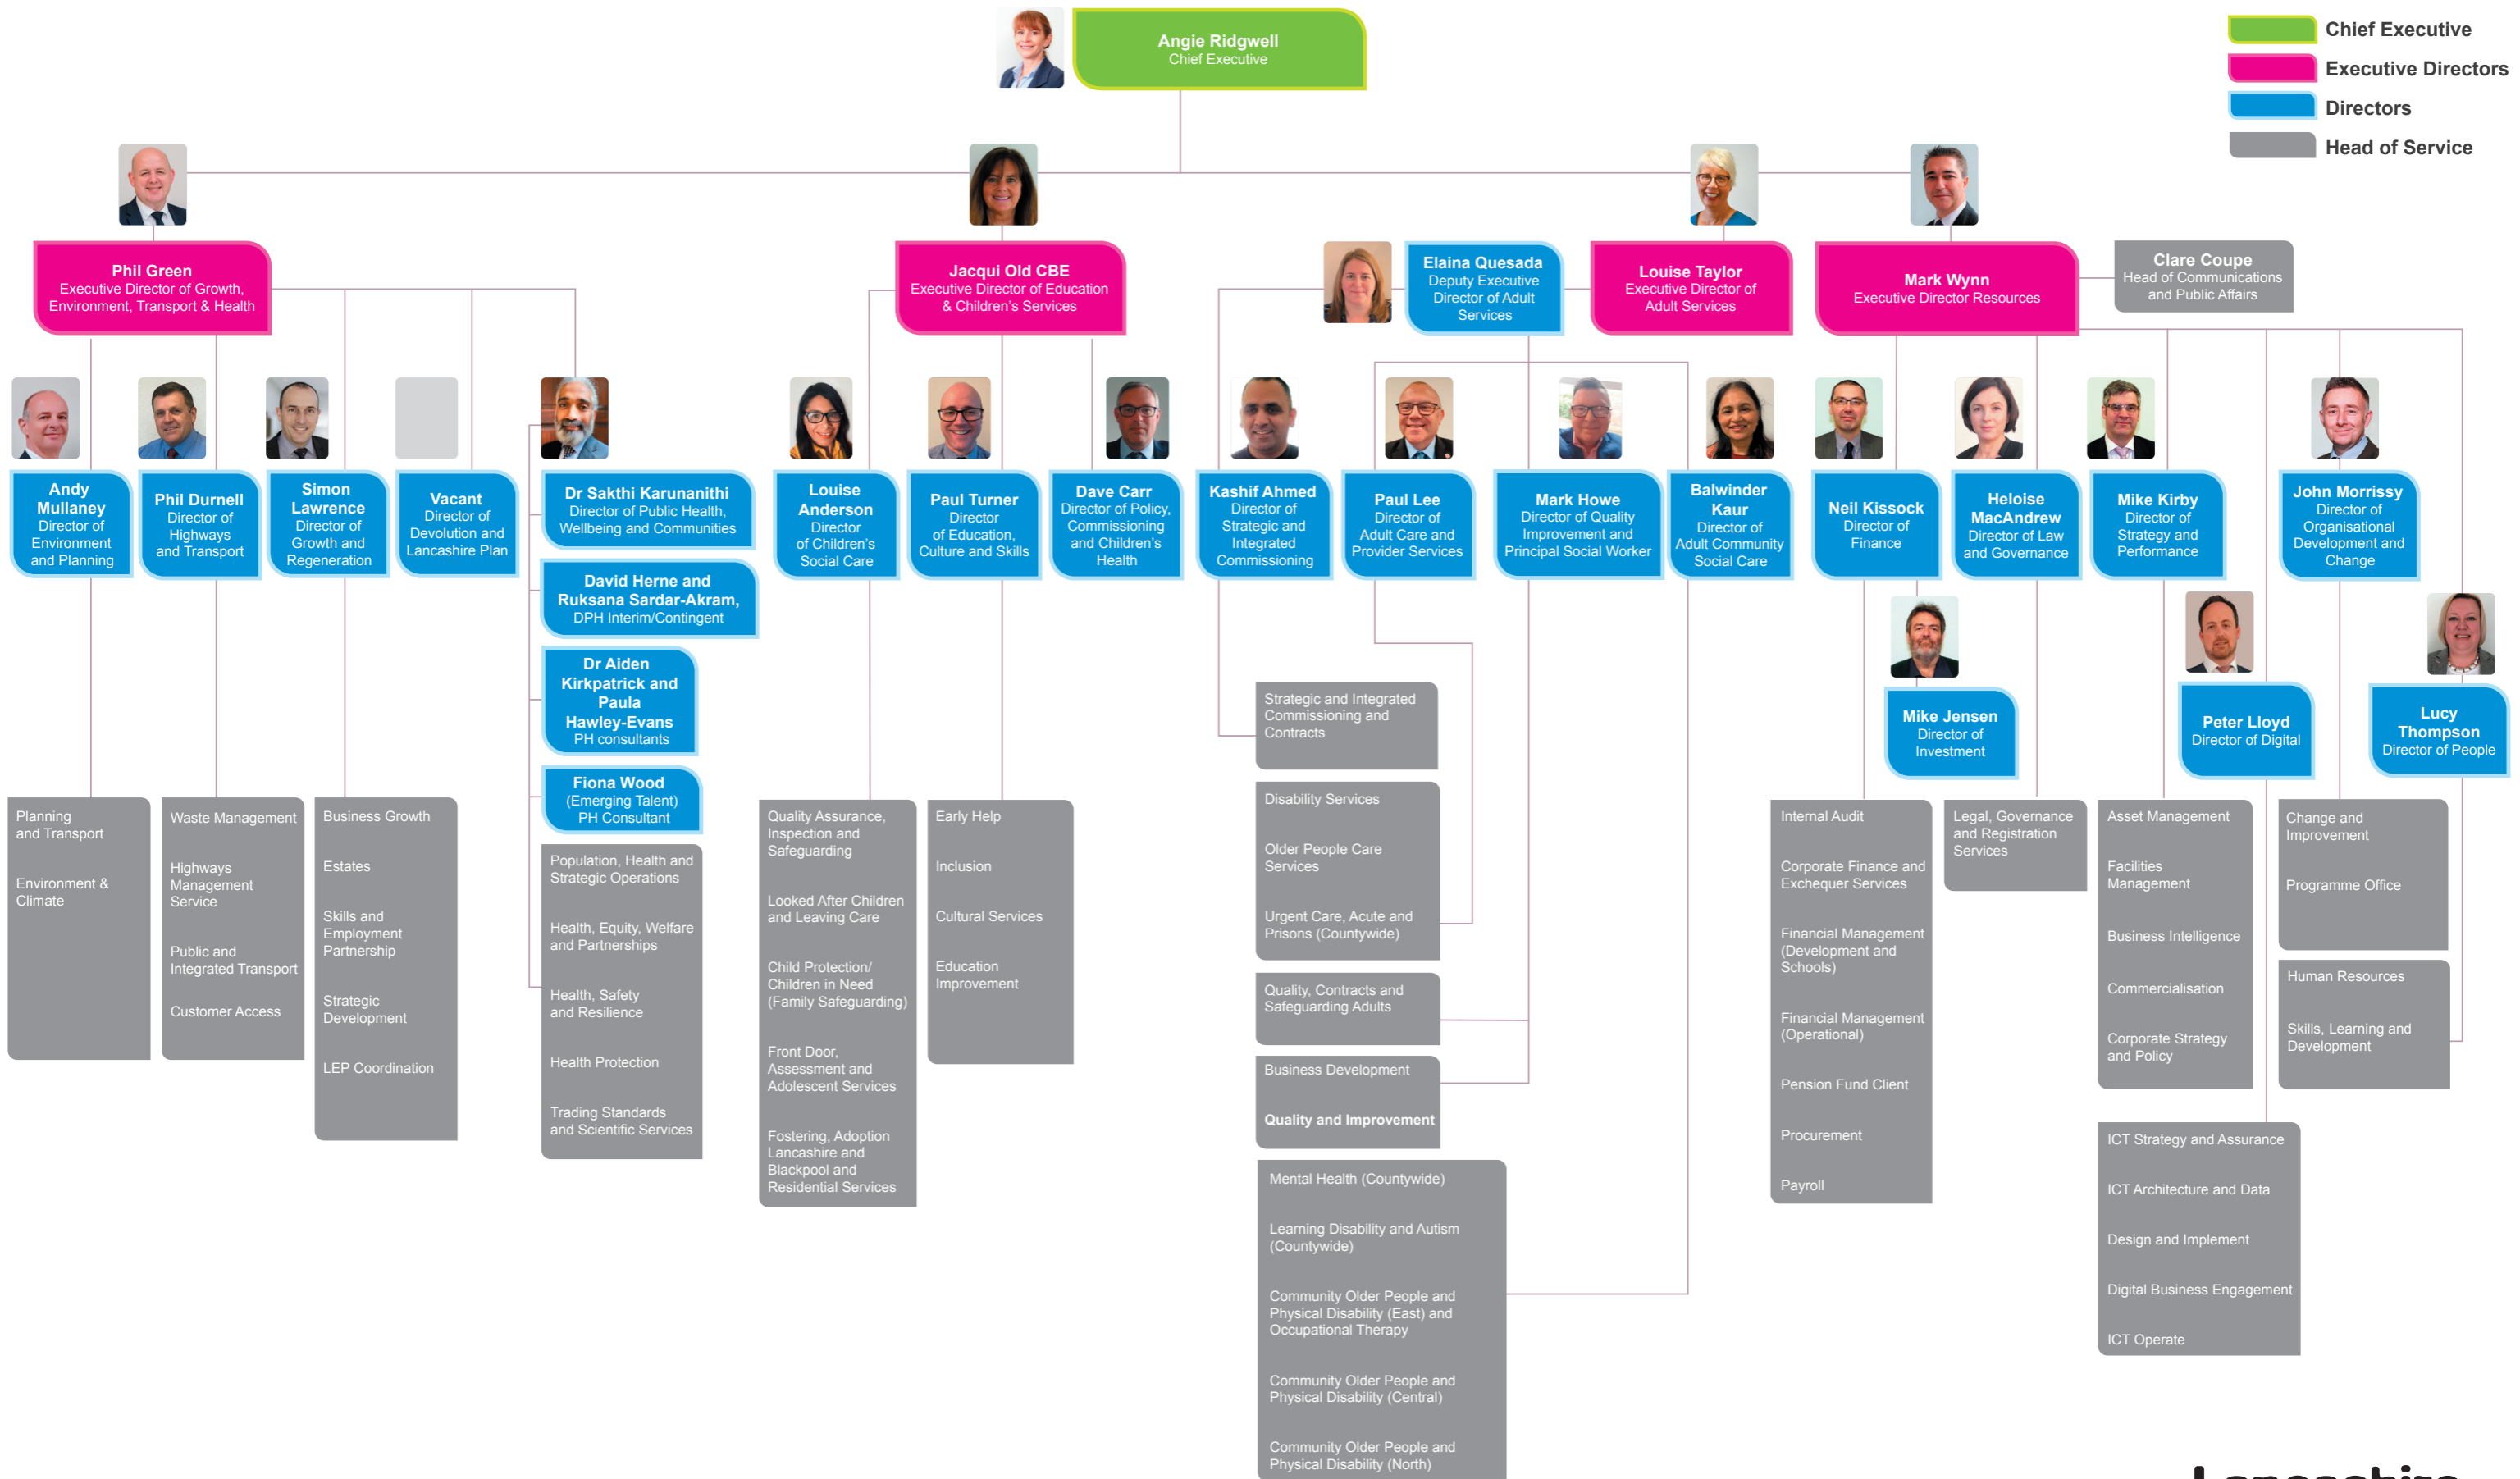 Angie Ridgwell
Chief Executive
Chief Executive
Executive Directors
Directors
Head of Service
Phil Green
Executive Director of Growth,
Environment, Transport & Health
Jacqui Old CBE
Executive Director of Education
& Children's Services
Elaina Quesada
Deputy Executive
Director of Adult
Services
Louise Taylor
Executive Director of
Adult Services
Mark Wynn
Executive Director Resources
Clare Coupe
Head of Communications
and Public Affairs
Andy
Mullaney
Director of
Environment
and Planning
Phil Durnell
Director of
Highways
and Transport
Simon
Lawrence
Director of
Growth and
Regeneration
Vacant
Director of
Devolution and
Lancashire Plan
Dr Sakthi Karunanithi
Director of Public Health,
Wellbeing and Communities
David Herne and
Ruksana Sardar-Akram,
DPH Interim/Contingent
Dr Aiden
Kirkpatrick and
Paula
Hawley-Evans
PH consultants
Fiona Wood
(Emerging Talent)
PH Consultant
Louise
Anderson
Director
of Children's
Social Care
Paul Turner
Director
of Education,
Culture and Skills
Dave Carr
Director of Policy,
Commissioning
and Children's
Health
Kashif Ahmed
Director of
Strategic and
Integrated
Commissioning
Paul Lee
Director of
Adult Care and
Provider Services
Mark Howe
Director of Quality
Improvement and
Principal Social Worker
Balwinder
Kaur
Director of
Adult Community
Social Care
Neil Kissock
Director of
Finance
Heloise
MacAndrew
Director of Law
and Governance
Mike Kirby
Director of
Strategy and
Performance
John Morrissy
Director of
Organisational
Development and
Change
Mike Jensen
Director of
Investment
Peter Lloyd
Director of Digital
Lucy
Thompson
Director of People
Planning
and Transport
Environment &
Climate
Waste Management
Highways
Management
Service
Public and
Integrated Transport
Customer Access
Business Growth
Estates
Skills and
Employment
Partnership
Strategic
Development
LEP Coordination
Population, Health and
Strategic Operations
Health, Equity, Welfare
and Partnerships
Health, Safety
and Resilience
Health Protection
Trading Standards
and Scientific Services
Quality Assurance,
Inspection and
Safeguarding
Looked After Children
and Leaving Care
Child Protection/
Children in Need
(Family Safeguarding)
Front Door,
Assessment and
Adolescent Services
Fostering, Adoption
Lancashire and
Blackpool and
Residential Services
Early Help
Inclusion
Cultural Services
Education
Improvement
Strategic and Integrated
Commissioning and
Contracts
Disability Services
Older People Care
Services
Urgent Care, Acute and
Prisons (Countywide)
Quality, Contracts and
Safeguarding Adults
Business Development
Quality and Improvement
Mental Health (Countywide)
Learning Disability and Autism
(Countywide)
Community Older People and
Physical Disability (East) and
Occupational Therapy
Community Older People and
Physical Disability (Central)
Community Older People and
Physical Disability (North)
Internal Audit
Corporate Finance and
Exchequer Services
Financial Management
(Development and
Schools)
Financial Management
(Operational)
Pension Fund Client
Procurement
Payroll
Legal, Governance
and Registration
Services
Asset Management
Facilities
Management
Business Intelligence
Commercialisation
Corporate Strategy
and Policy
Change and
Improvement
Programme Office
Human Resources
Skills, Learning and
Development
ICT Strategy and Assurance
ICT Architecture and Data
Design and Implement
Digital Business Engagement
ICT Operate
Lancashire